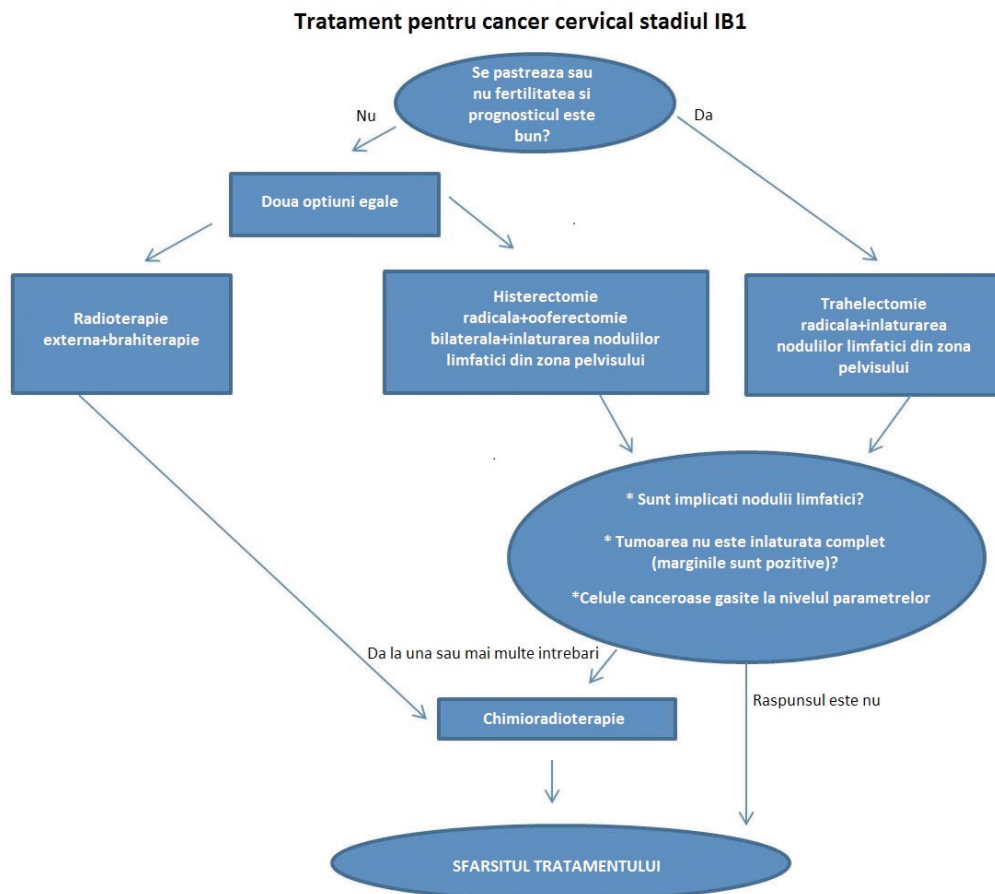 Tratament pentru cancer cervical stadiul IB1
Se pastreaza sau
nu fertilitatea si
prognosticul este
bun?
Nu
Da
Doua optiuni egale
Radioterapie
externa+brahiterapie
Histerectomie
radicala+ooferectomie
bilaterala+inlaturarea nodulilor
limfatici din zona pelvisului
Trahelectomie
radicala+inlaturarea
nodulilor limfatici din zona
pelvisului
* Sunt implicati nodulii limfatici?
* Tumoarea nu este inlaturata complet
(marginile sunt pozitive)?
*Celule canceroase gasite la nivelul parametrelor
Da la una sau mai multe intrebari
Raspunsul este nu
Chimioradioterapie
SFARSITUL TRATAMENTULUI